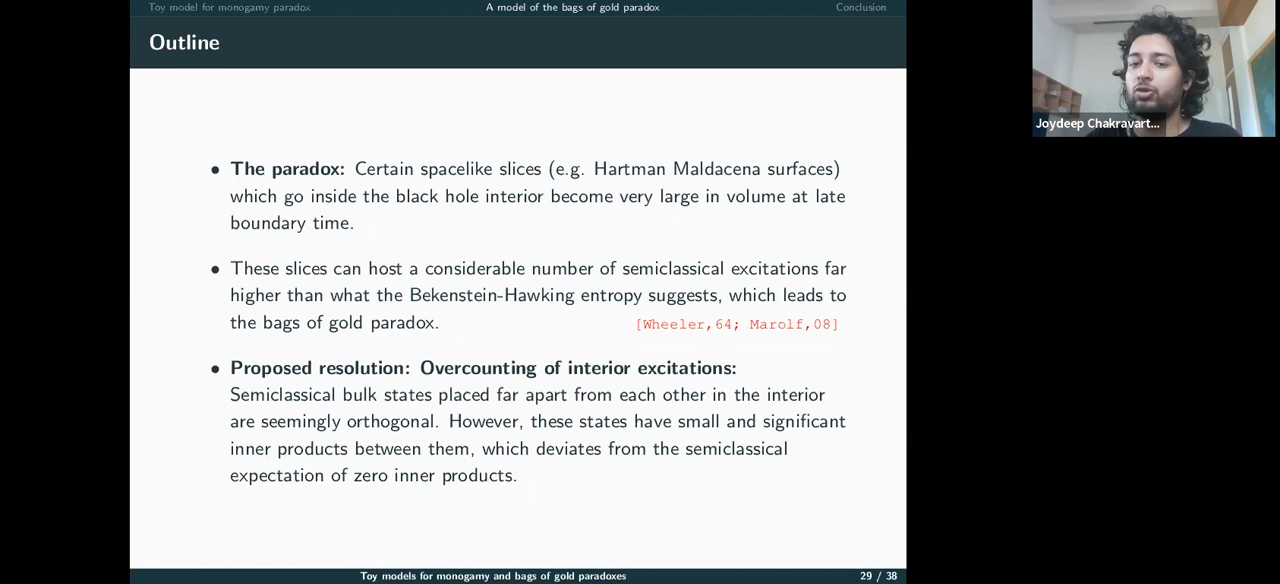 Toy model for monogamy paradox
A model of the bags of gold paradox
Conclusion
Outline
Joydeep Chakravart...
• The paradox: Certain spacelike slices (e.g. Hartman Maldacena surfaces)
which go inside the black hole interior become very large in volume at late
boundary time.
• These slices can host a considerable number of semiclassical excitations far
higher than what the Bekenstein-Hawking entropy suggests, which leads to
the bags of gold paradox. [Wheeler,64; Marolf,08]
• Proposed resolution: Overcounting of interior excitations:
Semiclassical bulk states placed far apart from each other in the interior
are seemingly orthogonal. However, these states have small and significant
inner products between them, which deviates from the semiclassical
expectation of zero inner products.
Toy models for monogamy and bags of gold paradoxes
29 / 38